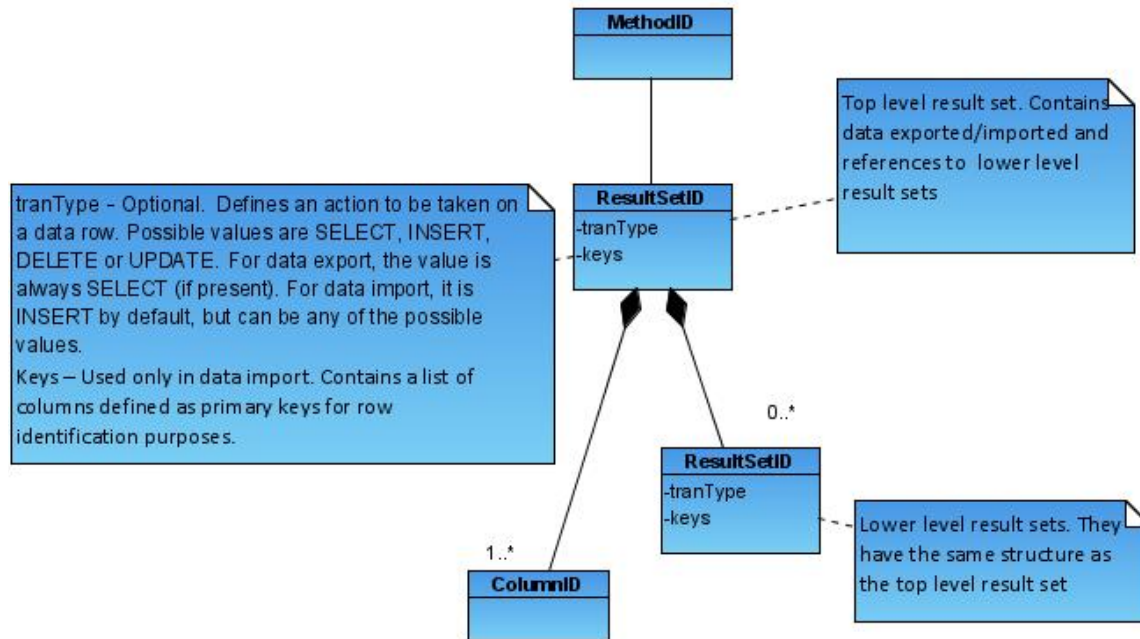 MethodID
Top level result set. Contains
data exported/imported and
references to lower level
result sets
tranType - Optional. Defines an action to be taken on
a data row. Possible values are SELECT, INSERT,
DELETE or UPDATE. For data export, the value is
always SELECT (if present). For data import, it is
INSERT by default, but can be any of the possible
values.
Keys – Used only in data import. Contains a list of
columns defined as primary keys for row
identification purposes.
ResultSetID
-tranType
-keys
0..*
ResultSetID
-tranType
-keys
Lower level result sets. They
have the same structure as
the top level result set
1..*
ColumnID